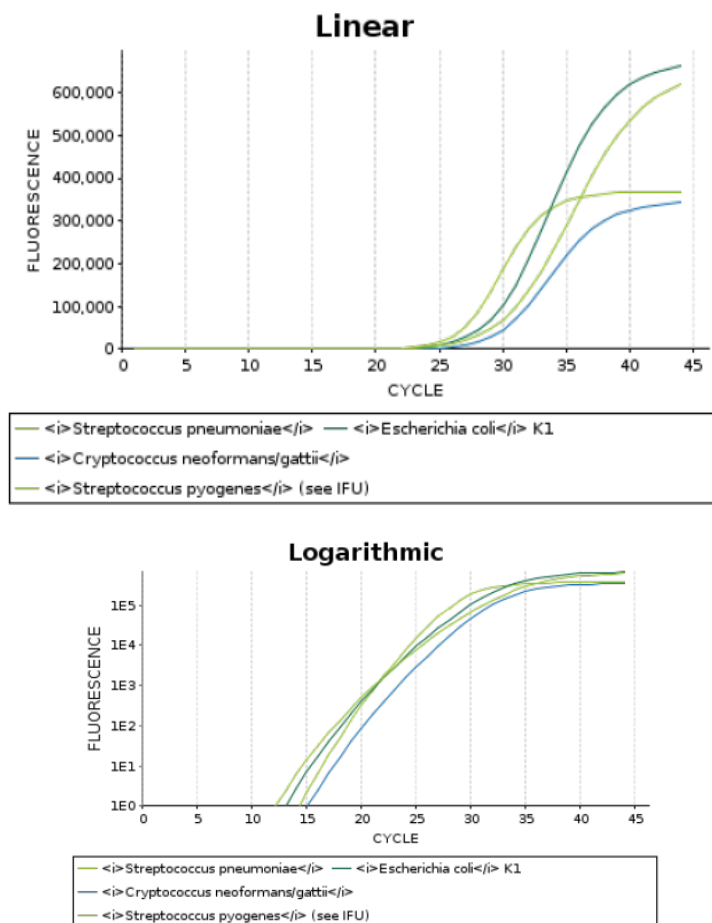 Linear
600,000
500,000
400,000
300,000
200,000
100,000
0
FLUORESCENCE
0 5 10 15 20 25 30 35 40 45
CYCLE
<i>Streptococcus pneumoniae</i> <i>Escherichia coli</i> K1
<i>Cryptococcus neoformans/gattii</i>
<i>Streptococcus pyogenes</i> (see IFU)
Logarithmic
1E5
1E4
1E3
1E2
1E1
1E0
FLUORESCENCE
0 5 10 15 20 25 30 35 40 45
CYCLE
<i>Streptococcus pneumoniae</i> <i>Escherichia coli</i> K1
<i>Cryptococcus neoformans/gattii</i>
<i>Streptococcus pyogenes</i> (see IFU)